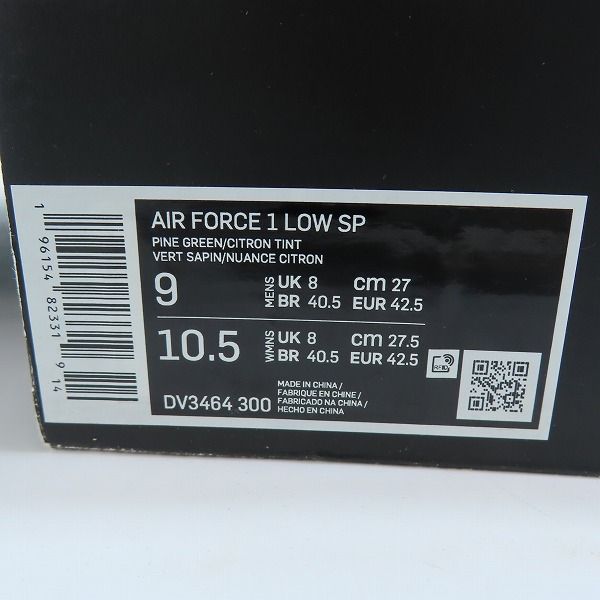 AIR FORCE 1 LOW SP
PINE GREEN/CITRON TINT
VERT SAPIN/NUANCE CITRON
9 MENS UK 8 cm 27
BR 40.5 EUR 42.5
10.5 WMNS UK 8 cm 27.5
BR 40.5 EUR 42.5
RFID
DV3464 300
MADE IN CHINA /
FABRIQUE EN CHINE /
FABRICADO NA CHINA /
HECHO EN CHINA
1 96154 82331 9 14